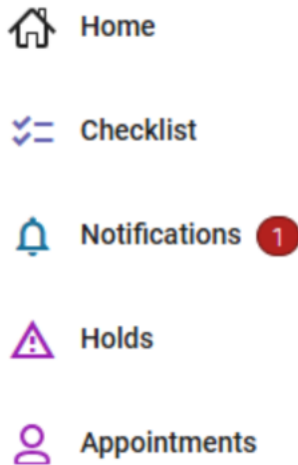 Home
Checklist
Notifications 1
Holds
Appointments